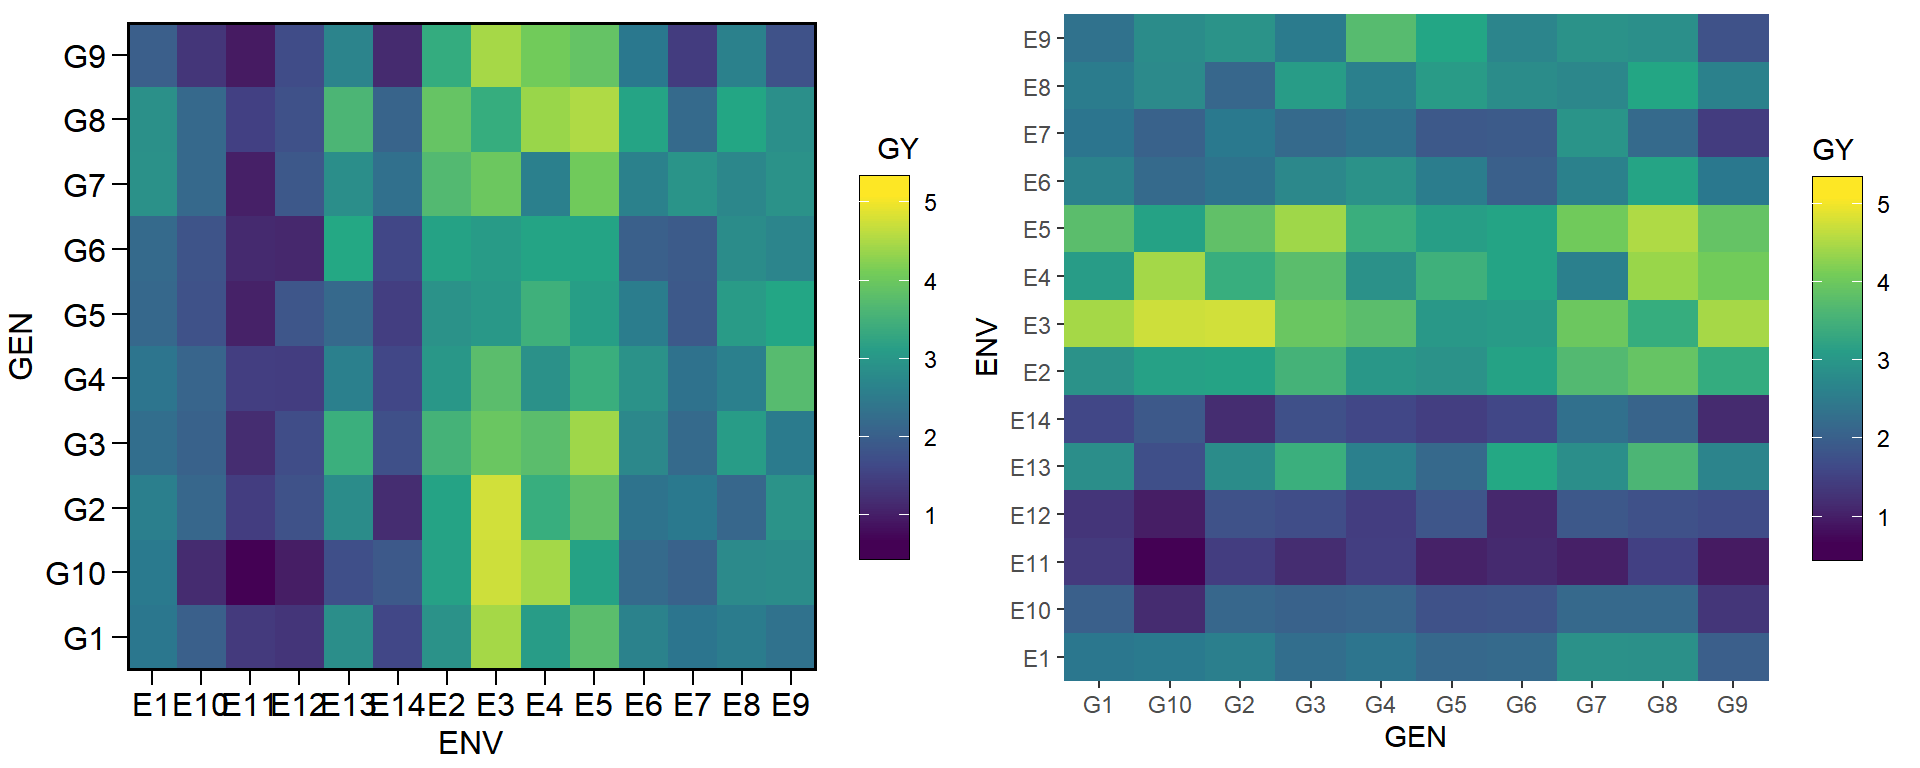 G9
G8
G7
G6
G5
G4
G3
G2
G10
G1
GEN
E1 E10 E11 E12 E13 E14 E2 E3 E4 E5 E6 E7 E8 E9
ENV
GY
5
4
3
2
1
E9
E8
E7
E6
E5
E4
E3
E2
E14
E13
E12
E11
E10
E1
ENV
G1 G10 G2 G3 G4 G5 G6 G7 G8 G9
GEN
GY
5
4
3
2
1